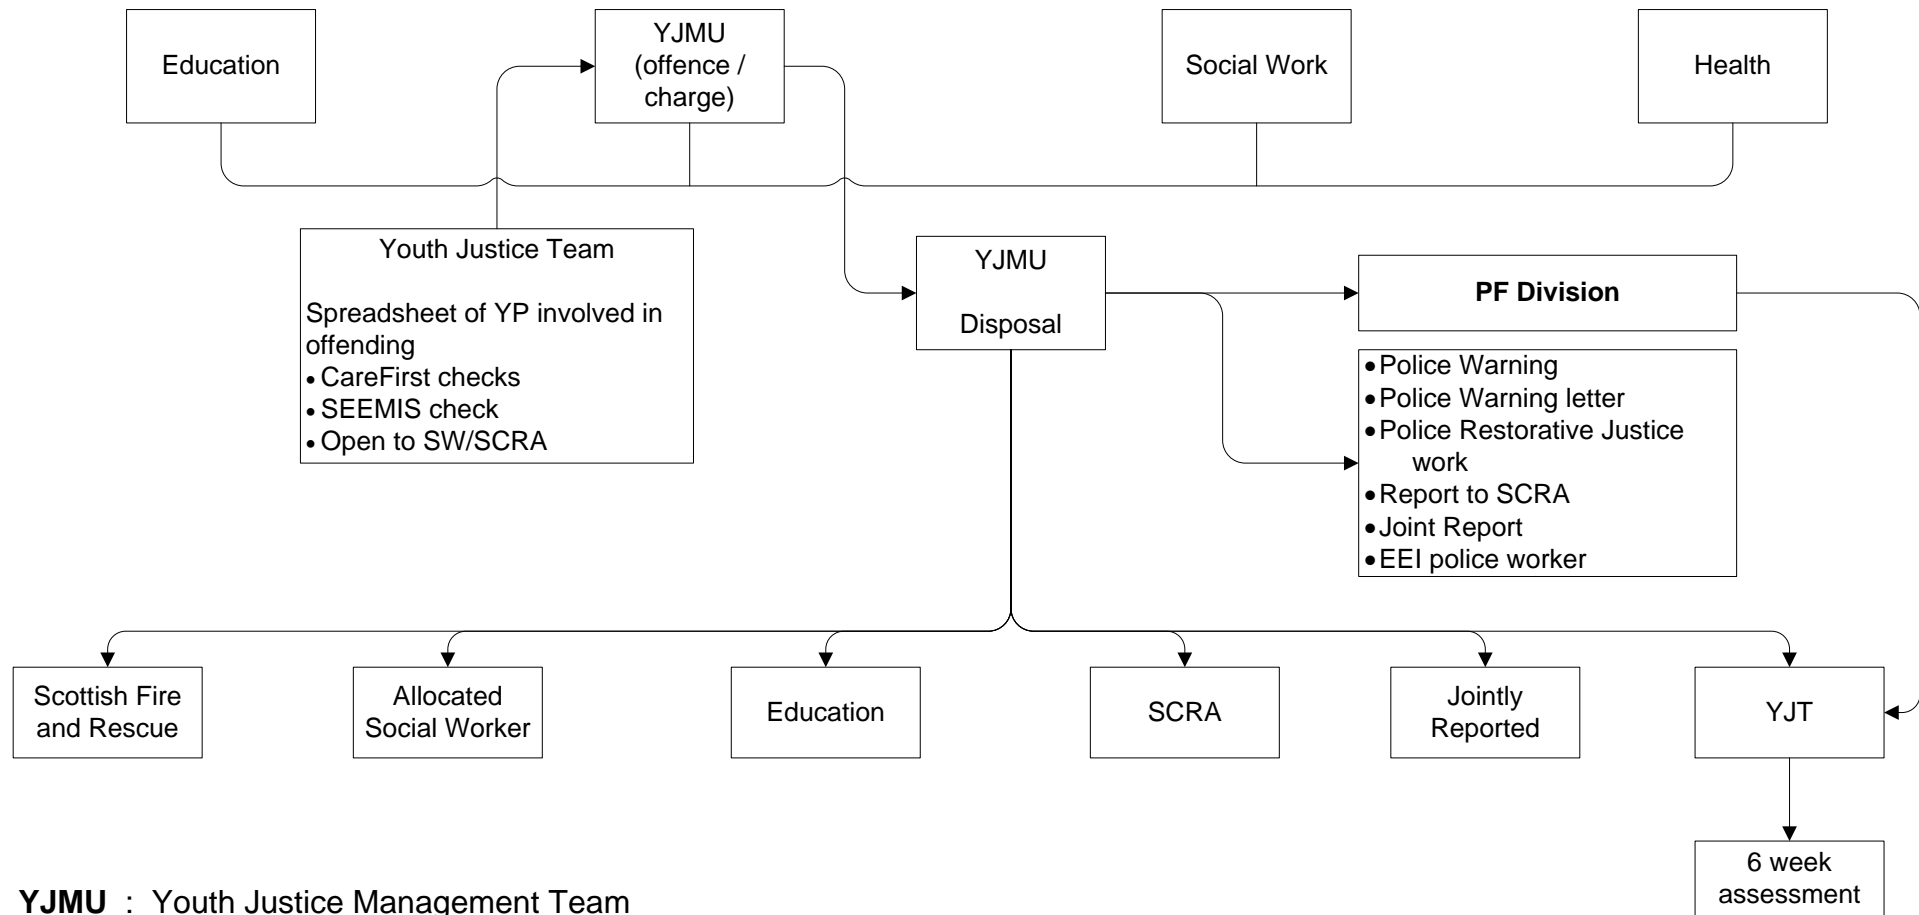 Education
YJMU
(offence /
charge)
Social Work
Health
Youth Justice Team
Spreadsheet of YP involved in
offending
• CareFirst checks
• SEEMIS check
• Open to SW/SCRA
YJMU
Disposal
PF Division
• Police Warning
• Police Warning letter
• Police Restorative Justice
work
• Report to SCRA
• Joint Report
• EEI police worker
Scottish Fire
and Rescue
Allocated
Social Worker
Education
SCRA
Jointly
Reported
YJT
6 week
assessment
YJMU : Youth Justice Management Team